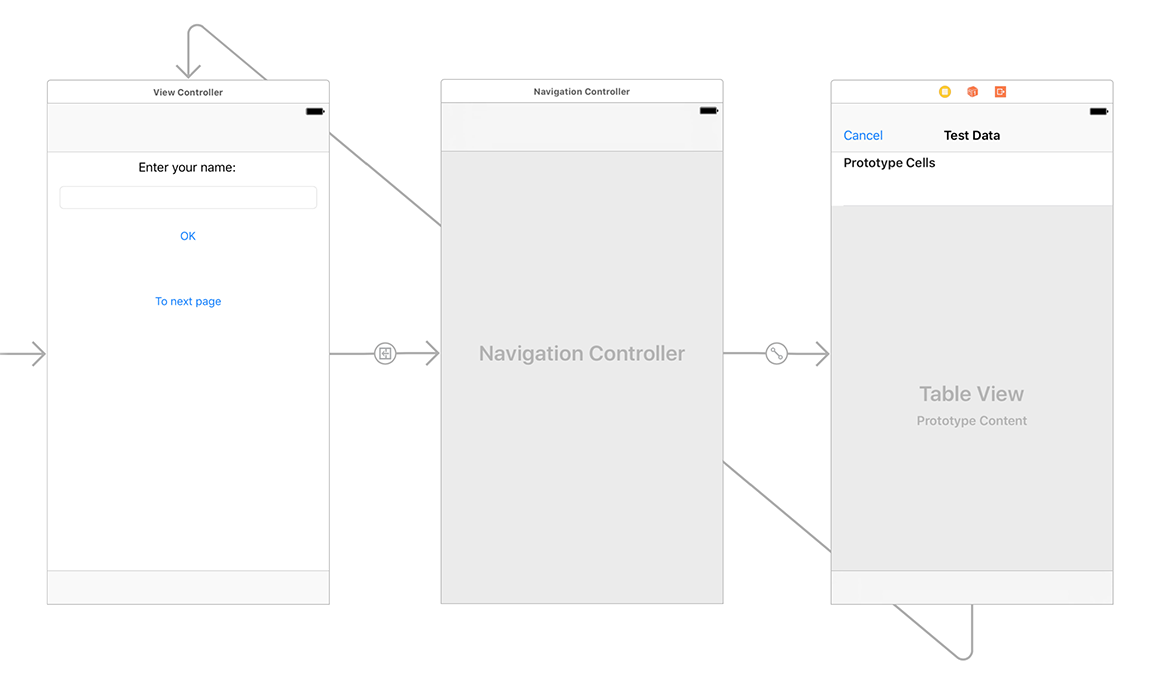 View Controller
Enter your name:
OK
To next page
Navigation Controller
Navigation Controller
Cancel
Test Data
Prototype Cells
Table View
Prototype Content